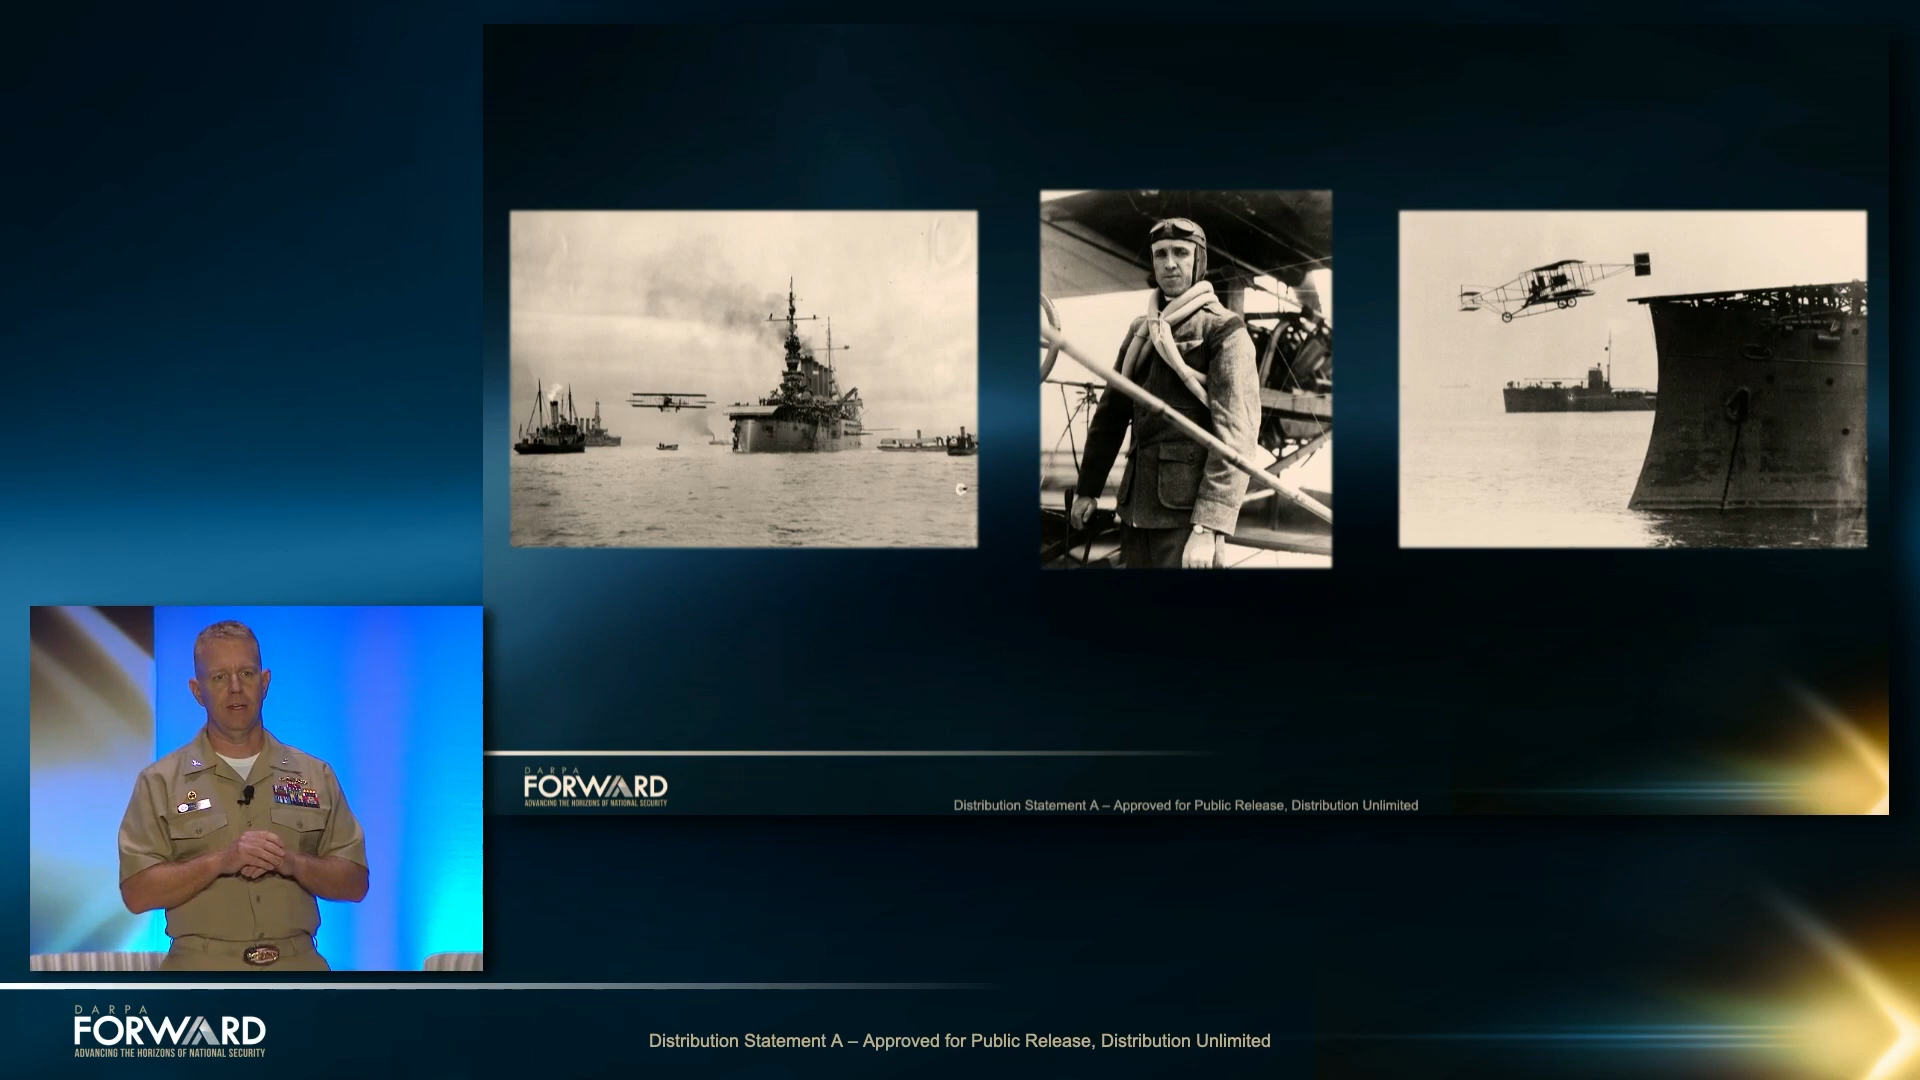 DARPA
FORWARD
ADVANCING THE HORIZONS OF NATIONAL SECURITY
Distribution Statement A – Approved for Public Release, Distribution Unlimited
DARPA
FORWARD
ADVANCING THE HORIZONS OF NATIONAL SECURITY
Distribution Statement A – Approved for Public Release, Distribution Unlimited